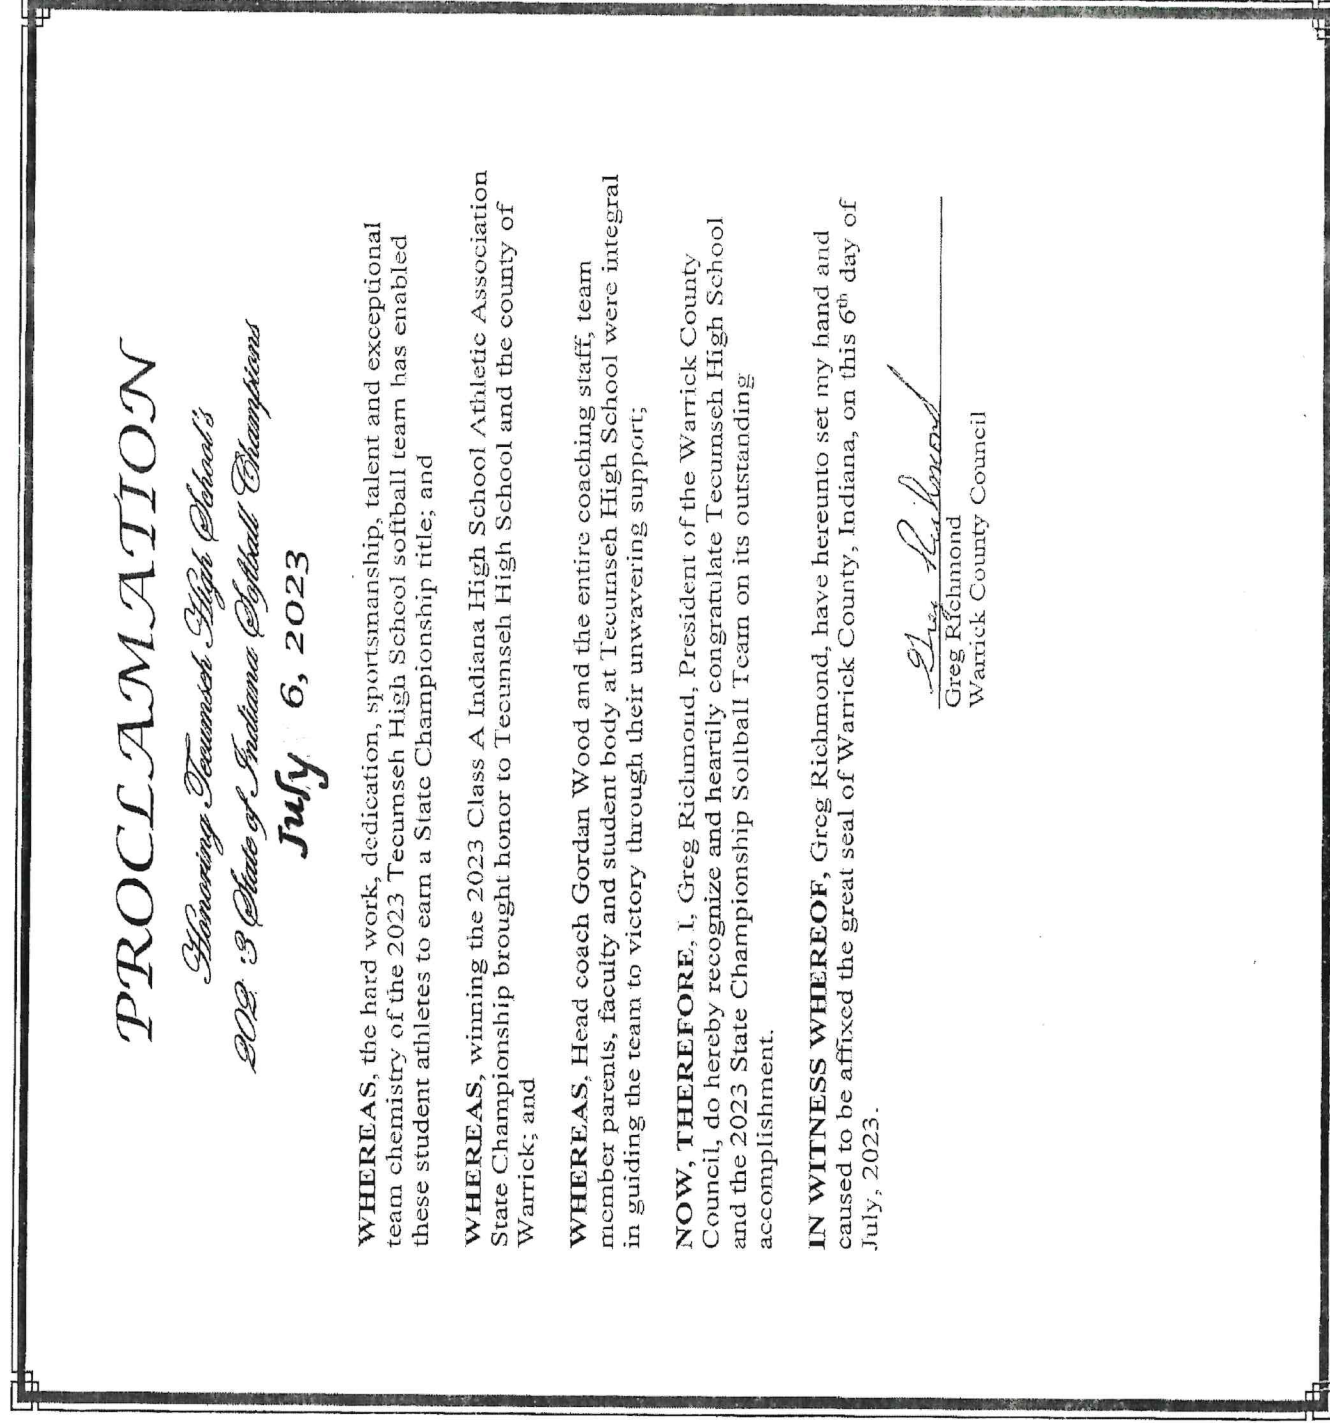 PROCLAMATION
Honoring Tecumseh High School's
2023 State of Indiana Softball Champions
July 6, 2023
WHEREAS, the hard work, dedication, sportsmanship, talent and exceptional
team chemistry of the 2023 Tecumseh High School softball team has enabled
these student athletes to earn a State Championship title; and
WHEREAS, winning the 2023 Class A Indiana High School Athletic Association
State Championship brought honor to Tecumseh High School and the county of
Warrick; and
WHEREAS, Head coach Gordan Wood and the entire coaching staff, team
member parents, faculty and student body at Tecumseh High School were integral
in guiding the team to victory through their unwavering support;
NOW, THEREFORE, I, Greg Richmond, President of the Warrick County
Council, do hereby recognize and heartily congratulate Tecumseh High School
and the 2023 State Championship Softball Team on its outstanding
accomplishment.
IN WITNESS WHEREOF, Greg Richmond, have hereunto set my hand and
caused to be affixed the great seal of Warrick County, Indiana, on this 6th day of
July, 2023.
Greg Richmond
Greg Richmond
Warrick County Council